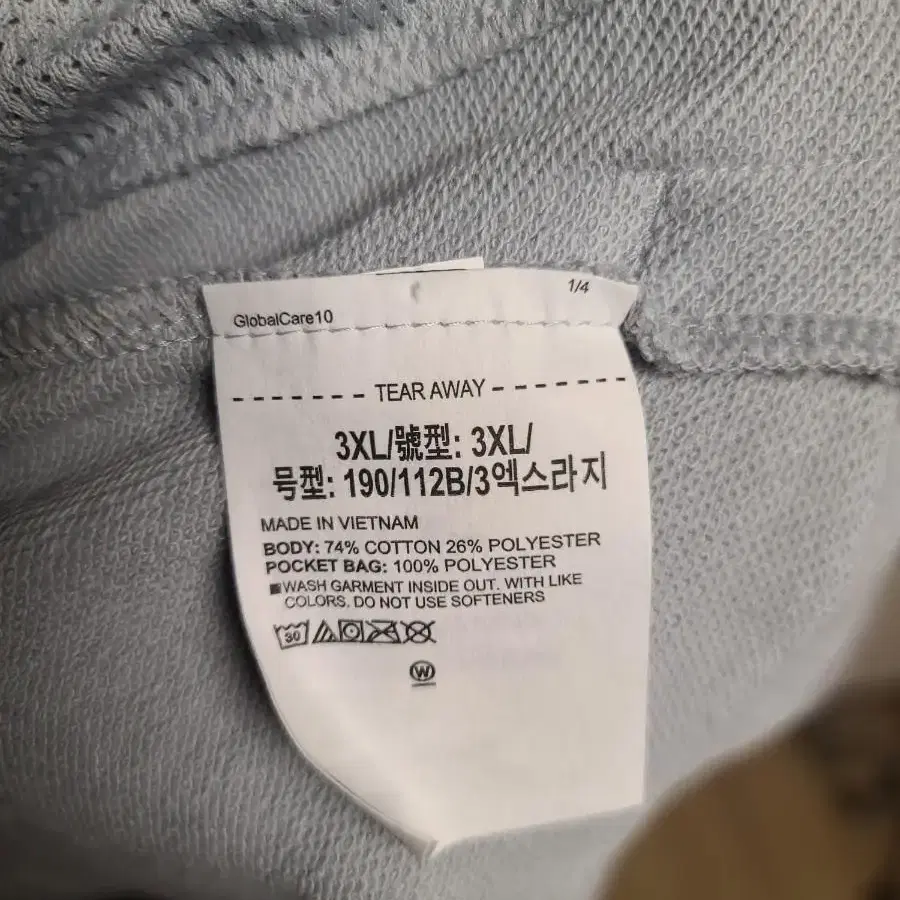 GlobalCare10
1/4
TEAR AWAY
3XL/號型: 3XL/
号型: 190/112B/3엑스라지
MADE IN VIETNAM
BODY: 74% COTTON 26% POLYESTER
POCKET BAG: 100% POLYESTER
■WASH GARMENT INSIDE OUT. WITH LIKE
COLORS. DO NOT USE SOFTENERS
30
W